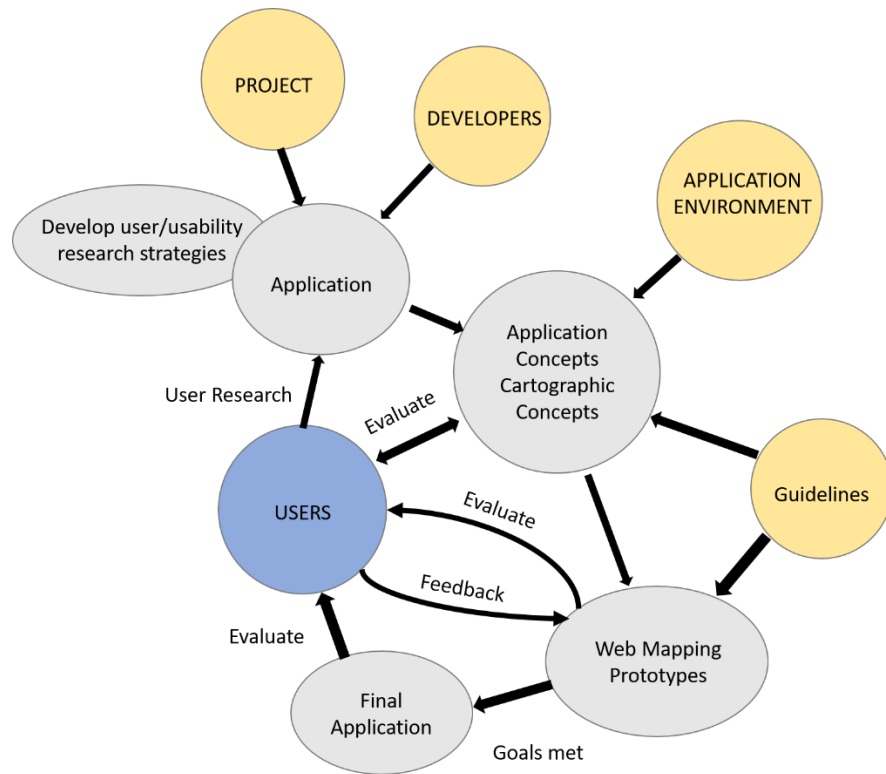 PROJECT
DEVELOPERS
APPLICATION
ENVIRONMENT
Develop user/usability
research strategies
Application
Application
Concepts
Cartographic
Concepts
User Research
Evaluate
Guidelines
USERS
Evaluate
Feedback
Evaluate
Web Mapping
Prototypes
Final
Application
Goals met